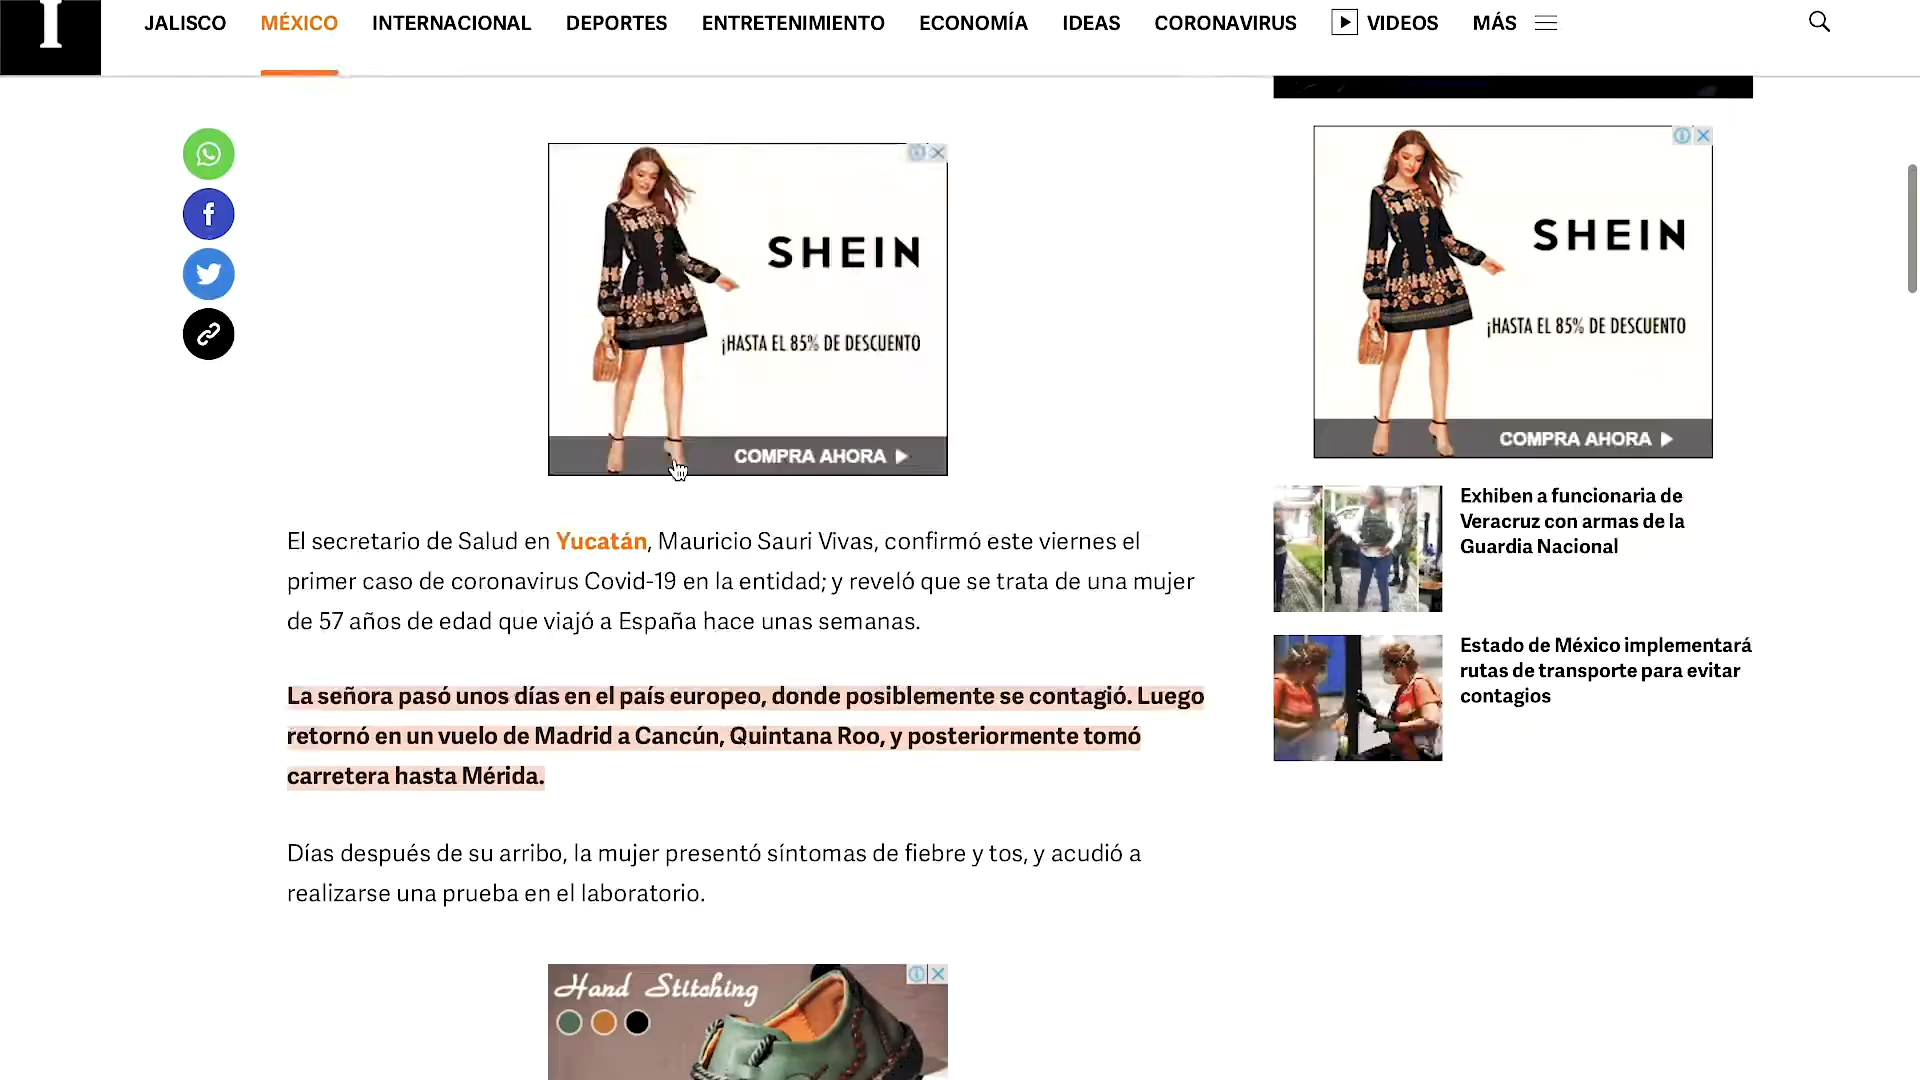 I
JALISCO MÉXICO INTERNACIONAL DEPORTES ENTRETENIMIENTO ECONOMÍA IDEAS CORONAVIRUS VIDEOS MÁS
SHEIN
¡HASTA EL 85% DE DESCUENTO
COMPRA AHORA
El secretario de Salud en Yucatán, Mauricio Sauri Vivas, confirmó este viernes el
primer caso de coronavirus Covid-19 en la entidad; y reveló que se trata de una mujer
de 57 años de edad que viajó a España hace unas semanas.
La señora pasó unos días en el país europeo, donde posiblemente se contagió. Luego
retornó en un vuelo de Madrid a Cancún, Quintana Roo, y posteriormente tomó
carretera hasta Mérida.
Días después de su arribo, la mujer presentó síntomas de fiebre y tos, y acudió a
realizarse una prueba en el laboratorio.
Hand Stitching
SHEIN
¡HASTA EL 85% DE DESCUENTO
COMPRA AHORA
Exhiben a funcionaria de
Veracruz con armas de la
Guardia Nacional
Estado de México implementará
rutas de transporte para evitar
contagios